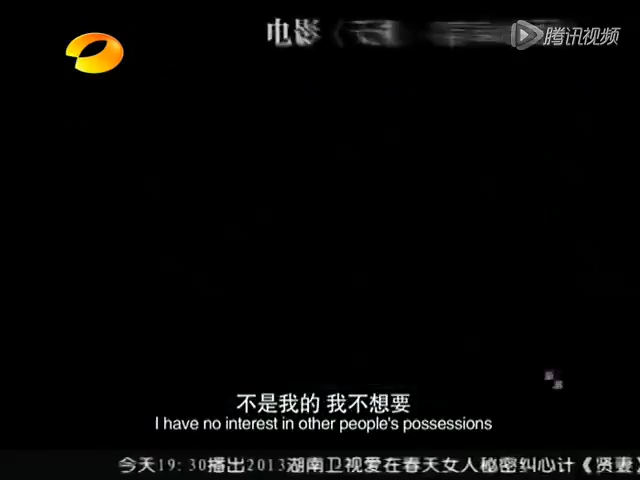 电影
腾讯视频
不是我的 我不想要
I have no interest in other people's possessions
今天19:30播出2013湖南卫视爱在春天女人秘密纠心计《贤妻》